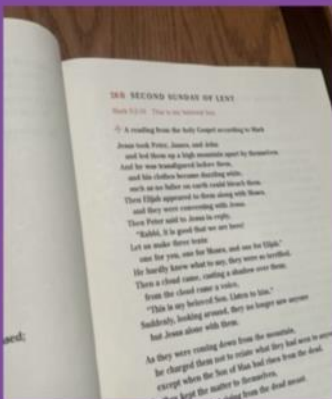 SECOND SUNDAY OF LENT
This is my beloved Son.
A reading from the holy Gospel according to Mark
Jesus took Peter, James, and John
and led them up a high mountain apart by themselves.
And he was transfigured before them,
and his clothes became dazzling white,
such as no fuller on earth could bleach them.
Then Elijah appeared to them along with Moses,
and they were conversing with Jesus.
Then Peter said to Jesus in reply,
"Rabbi, it is good that we are here!
Let us make three tents:
one for you, one for Moses, and one for Elijah."
He hardly knew what to say, they were so terrified.
Then a cloud came, casting a shadow over them;
from the cloud came a voice,
"This is my beloved Son. Listen to him."
Suddenly, looking around, they no longer saw anyone
but Jesus alone with them.
As they were coming down from the mountain,
he charged them not to relate what they had seen to
except when the Son of Man had risen from the dead.
kept the matter to themselves,
rising from the dead meant.